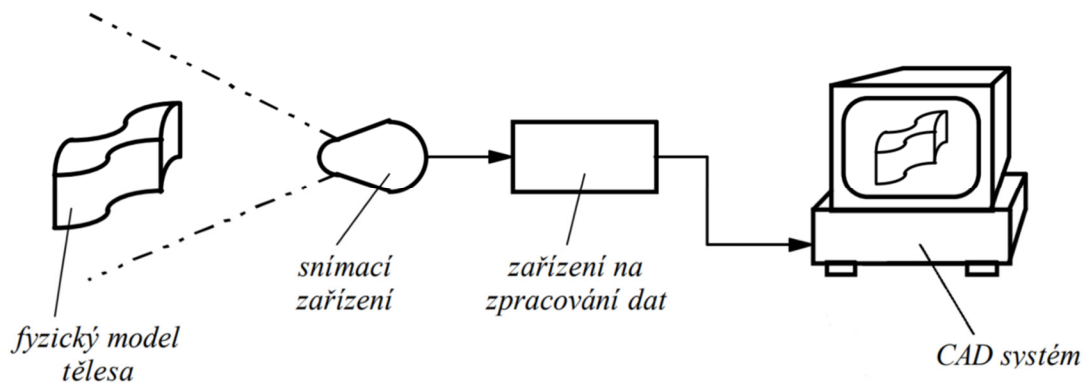 fyzický model
tělesa
snímací
zařízení
zařízení na
zpracování dat
CAD systém